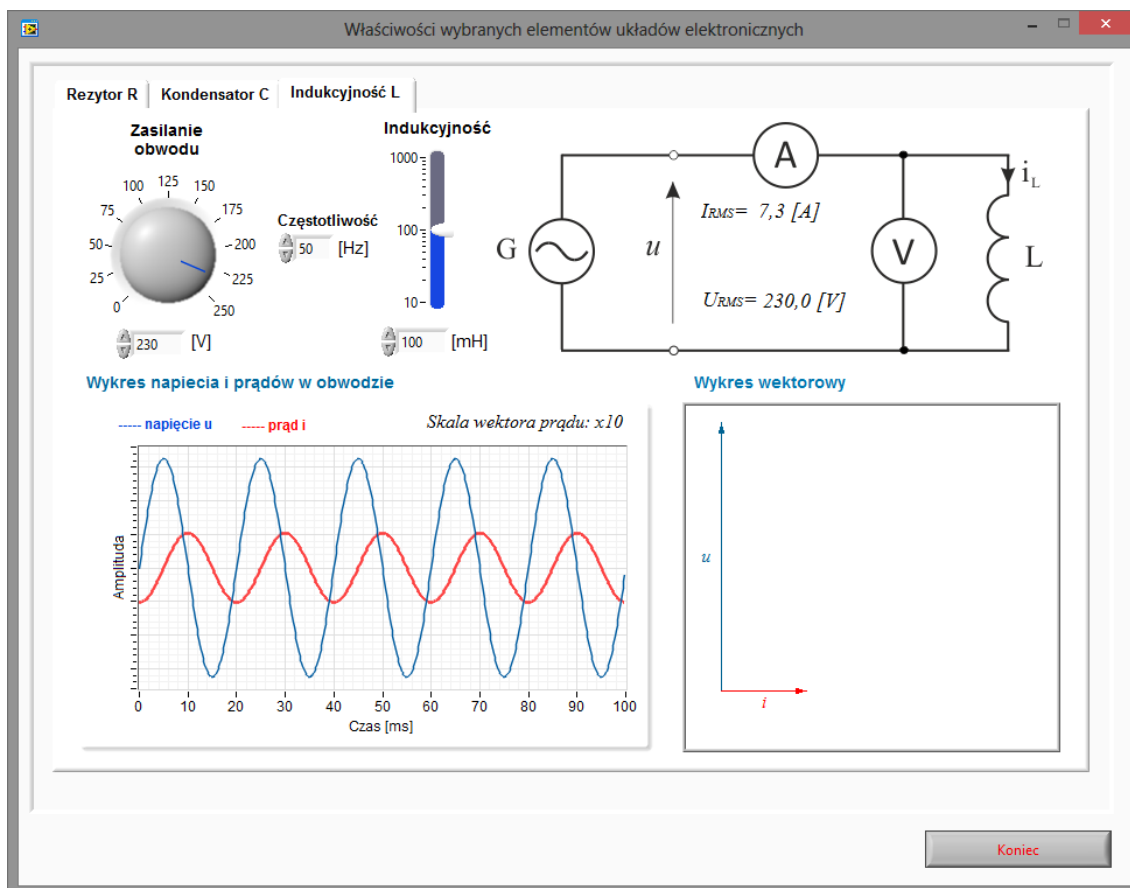 Właściwości wybranych elementów układów elektronicznych
Rezytor R
Kondensator C
Indukcyjność L
Zasilanie
obwodu
0
25
50
75
100
125
150
175
200
225
250
230 [V]
Częstotliwość
50 [Hz]
Indukcyjność
1000
100
10
100 [mH]
G
u
A
IRMS= 7,3 [A]
V
URMS= 230,0 [V]
iL
L
Wykres napiecia i prądów w obwodzie
----- napięcie u
----- prąd i
Skala wektora prądu: x10
Amplituda
0 10 20 30 40 50 60 70 80 90 100
Czas [ms]
Wykres wektorowy
u
i
Koniec